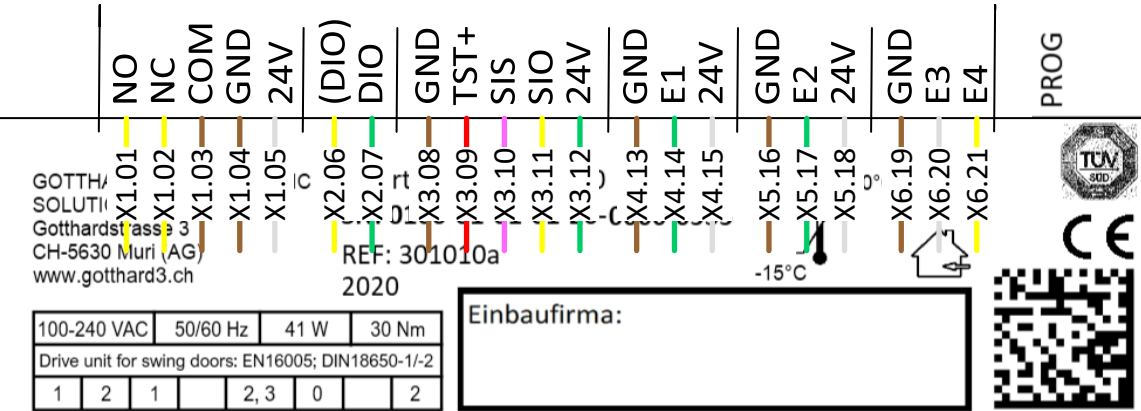 NO NC COM GND 24V (DIO) DIO GND TST+ SIS SIO 24V GND E1 24V GND E2 24V GND E3 E4 PROG
X1.01 X1.02 X1.03 X1.04 X1.05 X2.06 X2.07 X3.08 X3.09 X3.10 X3.11 X3.12 X4.13 X4.14 X4.15 X5.16 X5.17 X5.18 X6.19 X6.20 X6.21
TÜV
SÜD
Gotthardstrasse 3
CH-5630 Muri (AG)
www.gotthard3.ch
REF: 301010a
2020
-15°C
CE
Einbaufirma:
100-240 VAC 50/60 Hz 41 W 30 Nm
Drive unit for swing doors: EN16005; DIN18650-1/-2
1 2 1 2, 3 0 2